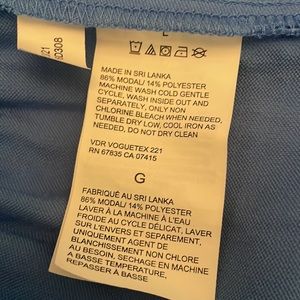 L
/21
MADE IN SRI LANKA
86% MODAL/ 14% POLYESTER
MACHINE WASH COLD GENTLE
CYCLE, WASH INSIDE OUT AND
SEPARATELY, ONLY NON
CHLORINE BLEACH WHEN NEEDED,
TUMBLE DRY LOW, COOL IRON AS
NEEDED, DO NOT DRY CLEAN
VDR VOGUETEX 221
RN 67835 CA 07415
G
FABRIQUÉ AU SRI LANKA
86% MODAL/ 14% POLYESTER
LAVER À LA MACHINE À L'EAU
FROIDE AU CYCLE DÉLICAT, LAVER
À L'ENVERS ET SÉPAREMENT,
UNIQUEMENT AGENT DE
BLANCHISSEMENT NON CHLORE
AU BESOIN, SECHAGE EN MACHINE
A BASSE TEMPERATURE,
REPASSER À BASSE